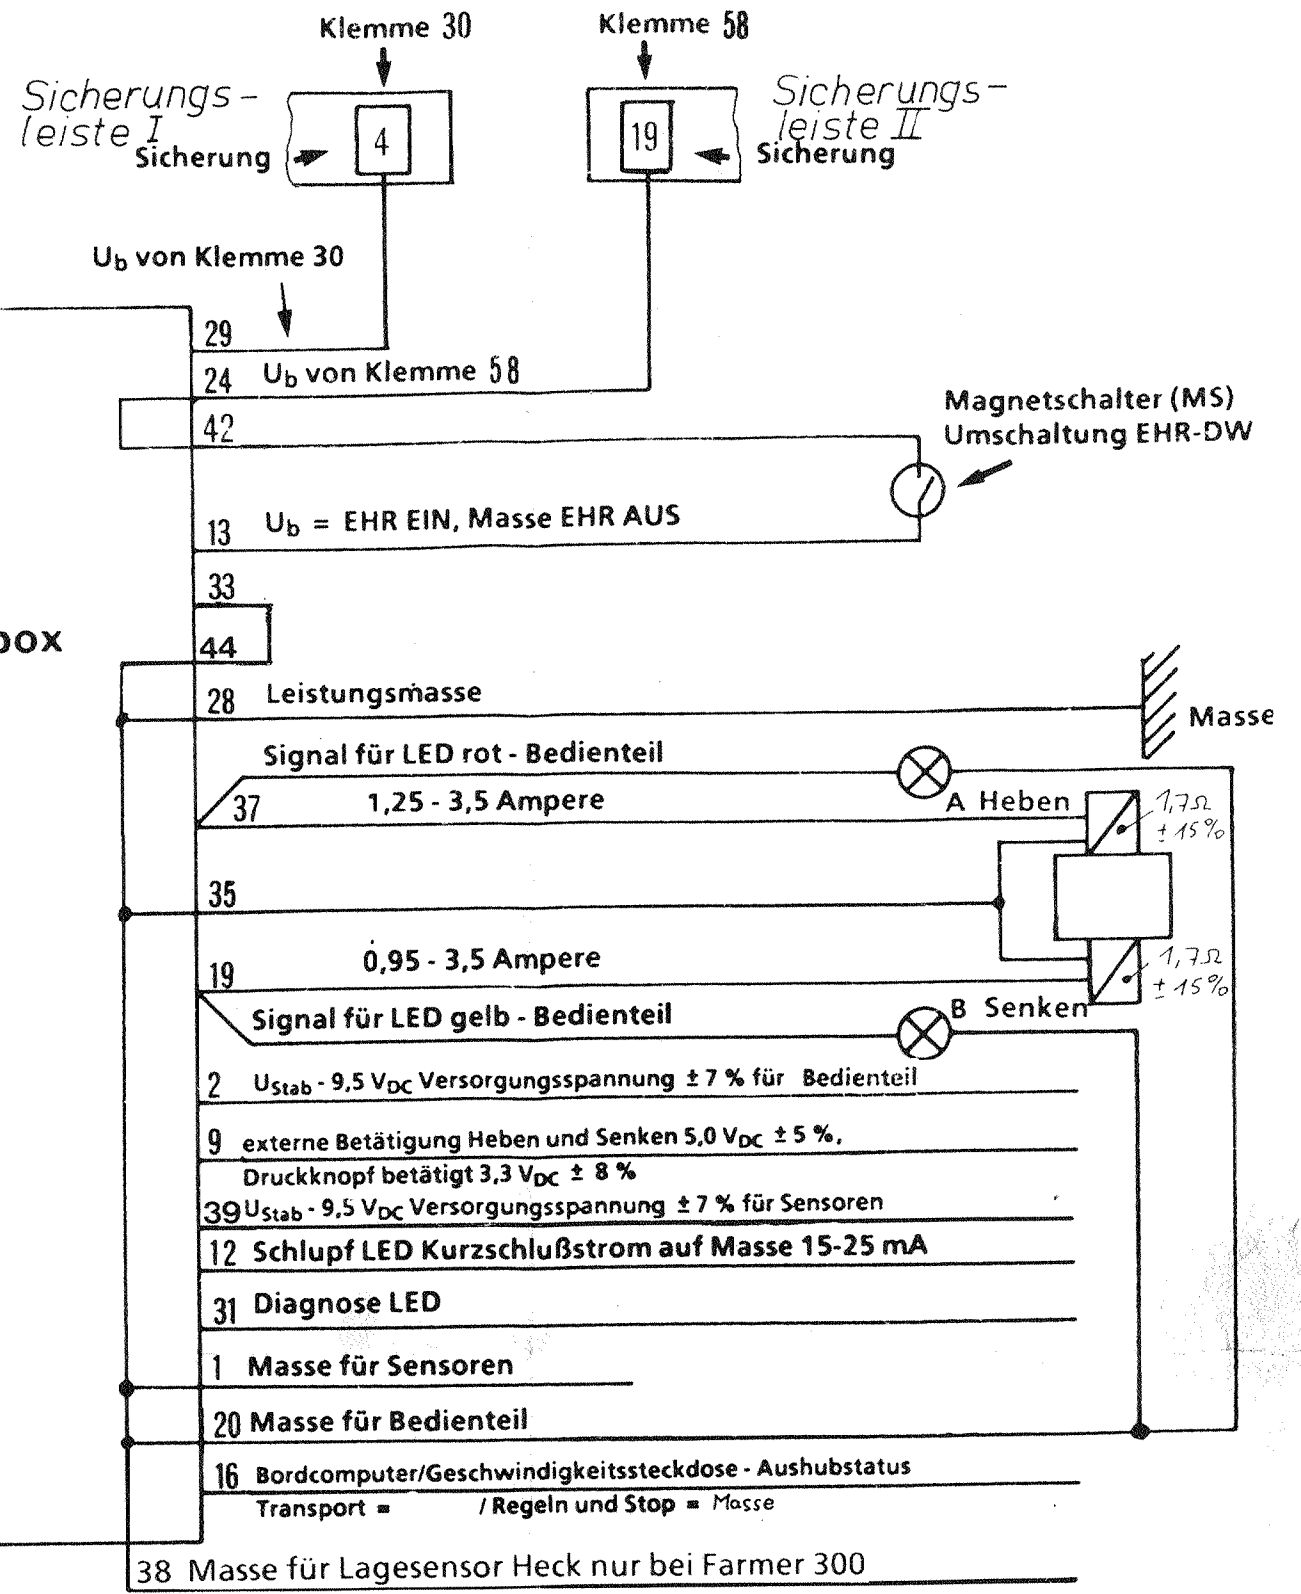 Klemme 30
Klemme 58
Sicherungs-
leiste I
Sicherung
4
19
Sicherungs-
leiste II
Sicherung
Ub von Klemme 30
29
24 Ub von Klemme 58
42
Magnetschalter (MS)
Umschaltung EHR-DW
13 Ub = EHR EIN, Masse EHR AUS
33
box
44
28 Leistungsmasse
Masse
Signal für LED rot - Bedienteil
37 1,25 - 3,5 Ampere
A Heben
1,7Ω
± 15%
35
19 0,95 - 3,5 Ampere
1,7Ω
± 15%
Signal für LED gelb - Bedienteil
B Senken
2 UStab - 9,5 VDC Versorgungsspannung ± 7 % für Bedienteil
9 externe Betätigung Heben und Senken 5,0 VDC ± 5 %,
Druckknopf betätigt 3,3 VDC ± 8 %
39 UStab - 9,5 VDC Versorgungsspannung ± 7 % für Sensoren
12 Schlupf LED Kurzschlußstrom auf Masse 15-25 mA
31 Diagnose LED
1 Masse für Sensoren
20 Masse für Bedienteil
16 Bordcomputer/Geschwindigkeitssteckdose - Aushubstatus
Transport = / Regeln und Stop = Masse
38 Masse für Lagesensor Heck nur bei Farmer 300